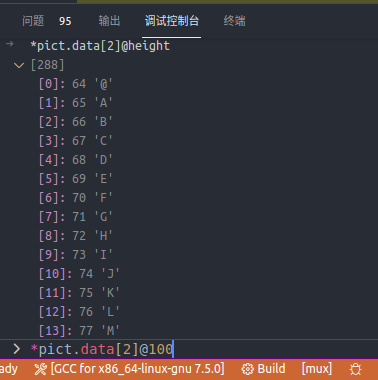 问题 95 输出 调试控制台 终端
*pict.data[2]@height
[288]
[0]: 64 '@'
[1]: 65 'A'
[2]: 66 'B'
[3]: 67 'C'
[4]: 68 'D'
[5]: 69 'E'
[6]: 70 'F'
[7]: 71 'G'
[8]: 72 'H'
[9]: 73 'I'
[10]: 74 'J'
[11]: 75 'K'
[12]: 76 'L'
[13]: 77 'M'
*pict.data[2]@100
ady [GCC for x86_64-linux-gnu 7.5.0] Build [mux]